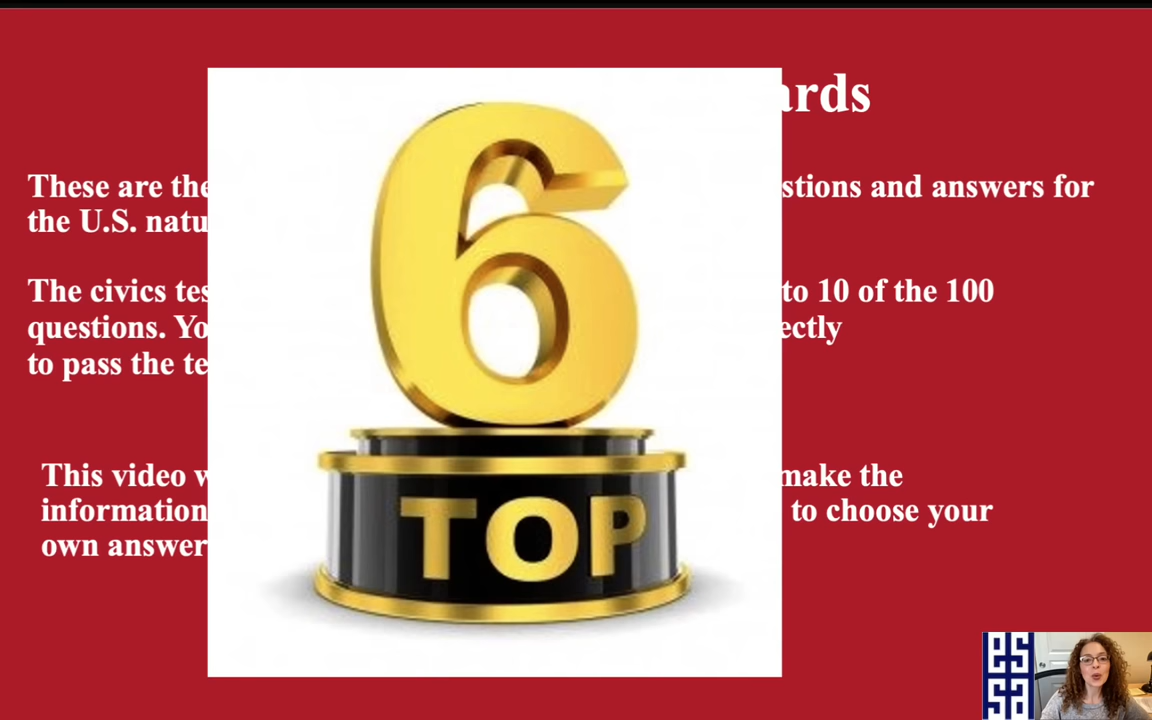 ards
These are the stions and answers for
the U.S. natu
The civics tes to 10 of the 100
questions. Yo ectly
to pass the te
This video w make the
information to choose your
own answer
6
TOP